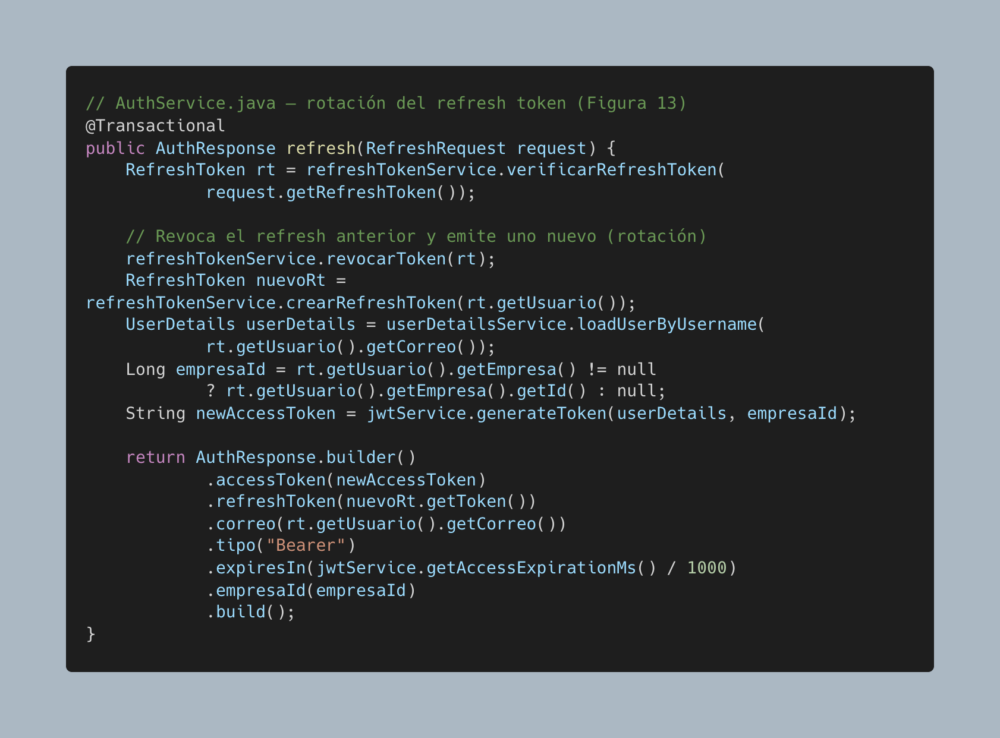 // AuthService.java — rotación del refresh token (Figura 13)
@Transactional
public AuthResponse refresh(RefreshRequest request) {
    RefreshToken rt = refreshTokenService.verificarRefreshToken(
            request.getRefreshToken());

    // Revoca el refresh anterior y emite uno nuevo (rotación)
    refreshTokenService.revocarToken(rt);
    RefreshToken nuevoRt =
refreshTokenService.crearRefreshToken(rt.getUsuario());
    UserDetails userDetails = userDetailsService.loadUserByUsername(
            rt.getUsuario().getCorreo());
    Long empresaId = rt.getUsuario().getEmpresa() != null
            ? rt.getUsuario().getEmpresa().getId() : null;
    String newAccessToken = jwtService.generateToken(userDetails, empresaId);

    return AuthResponse.builder()
            .accessToken(newAccessToken)
            .refreshToken(nuevoRt.getToken())
            .correo(rt.getUsuario().getCorreo())
            .tipo("Bearer")
            .expiresIn(jwtService.getAccessExpirationMs() / 1000)
            .empresaId(empresaId)
            .build();
}